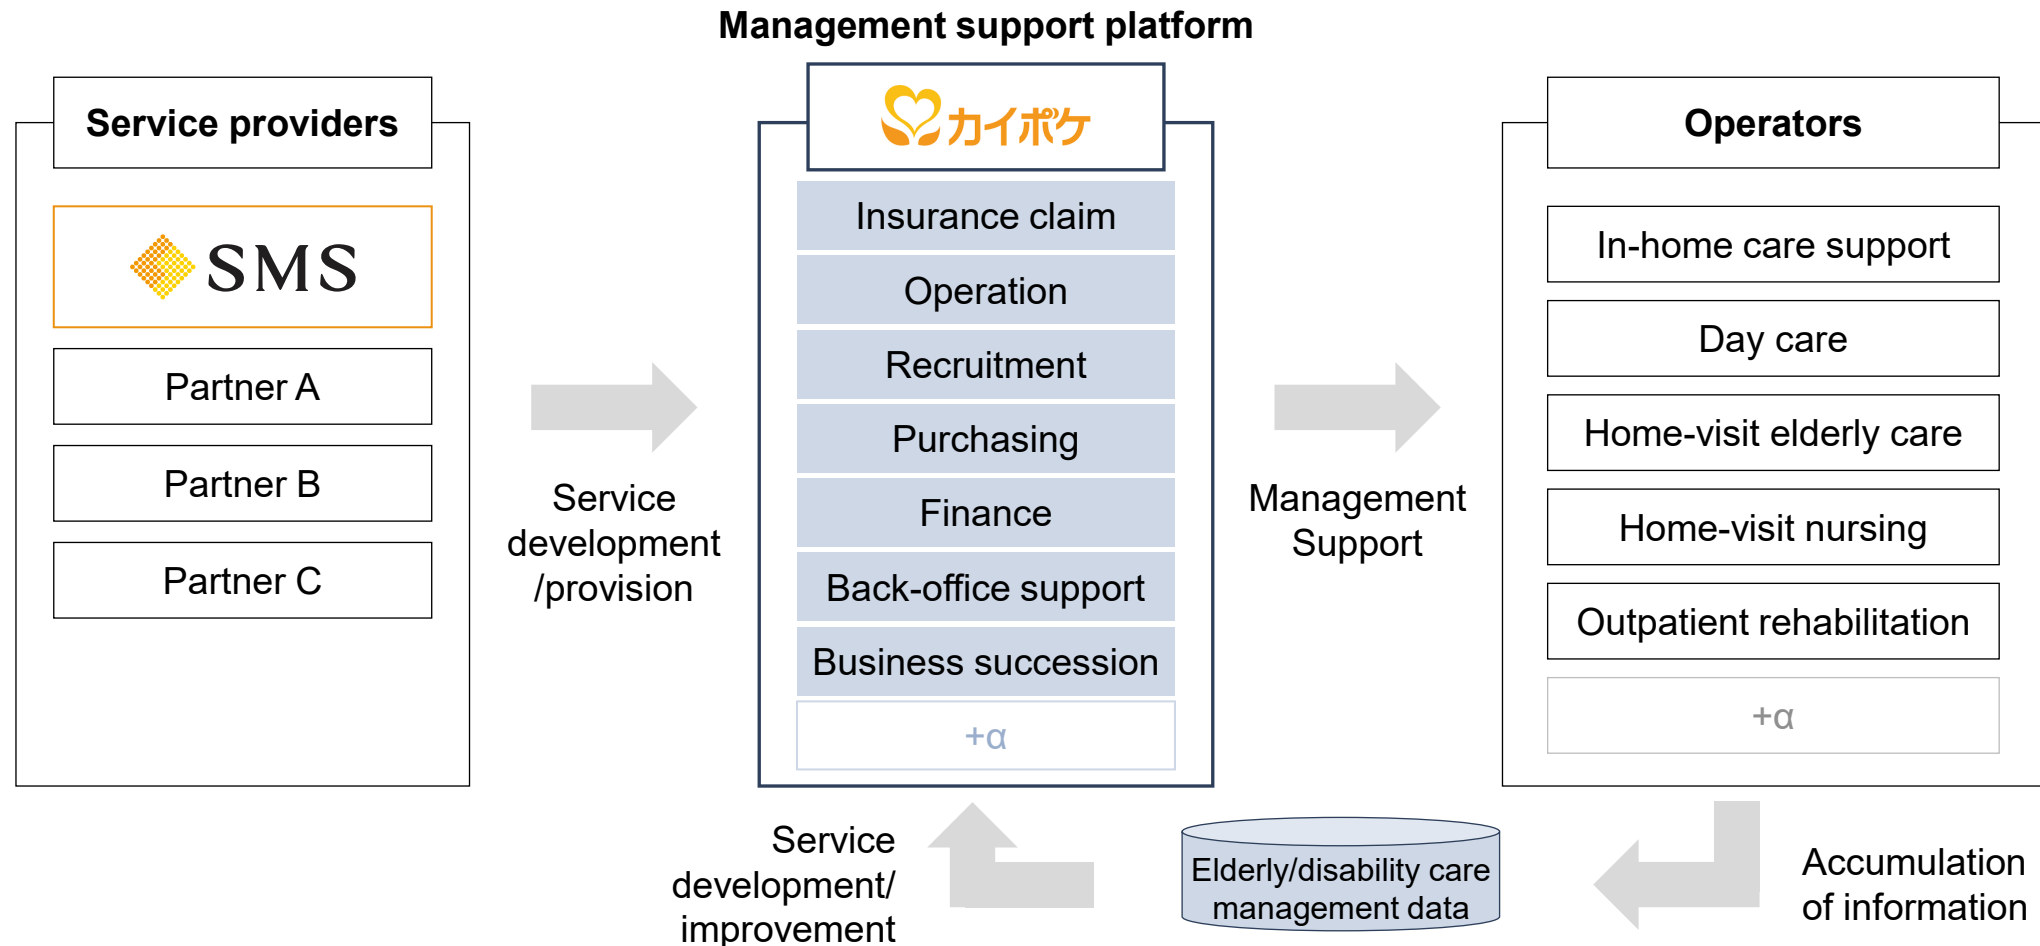 Management support platform
Service providers
SMS
Partner A
Partner B
Partner C
Service
development
/provision
カイポケ
Insurance claim
Operation
Recruitment
Purchasing
Finance
Back-office support
Business succession
+α
Management
Support
Operators
In-home care support
Day care
Home-visit elderly care
Home-visit nursing
Outpatient rehabilitation
+α
Service
development/
improvement
Elderly/disability care
management data
Accumulation
of information